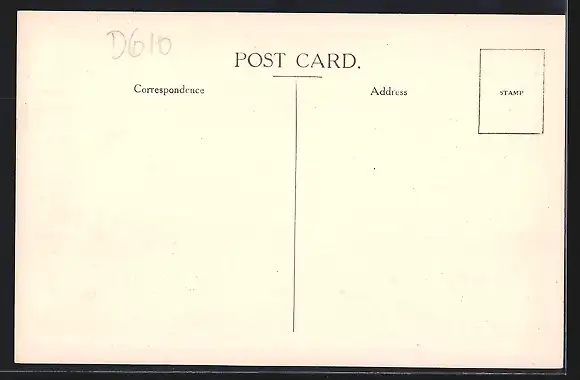 D610
POST CARD.
Correspondence
Address
STAMP